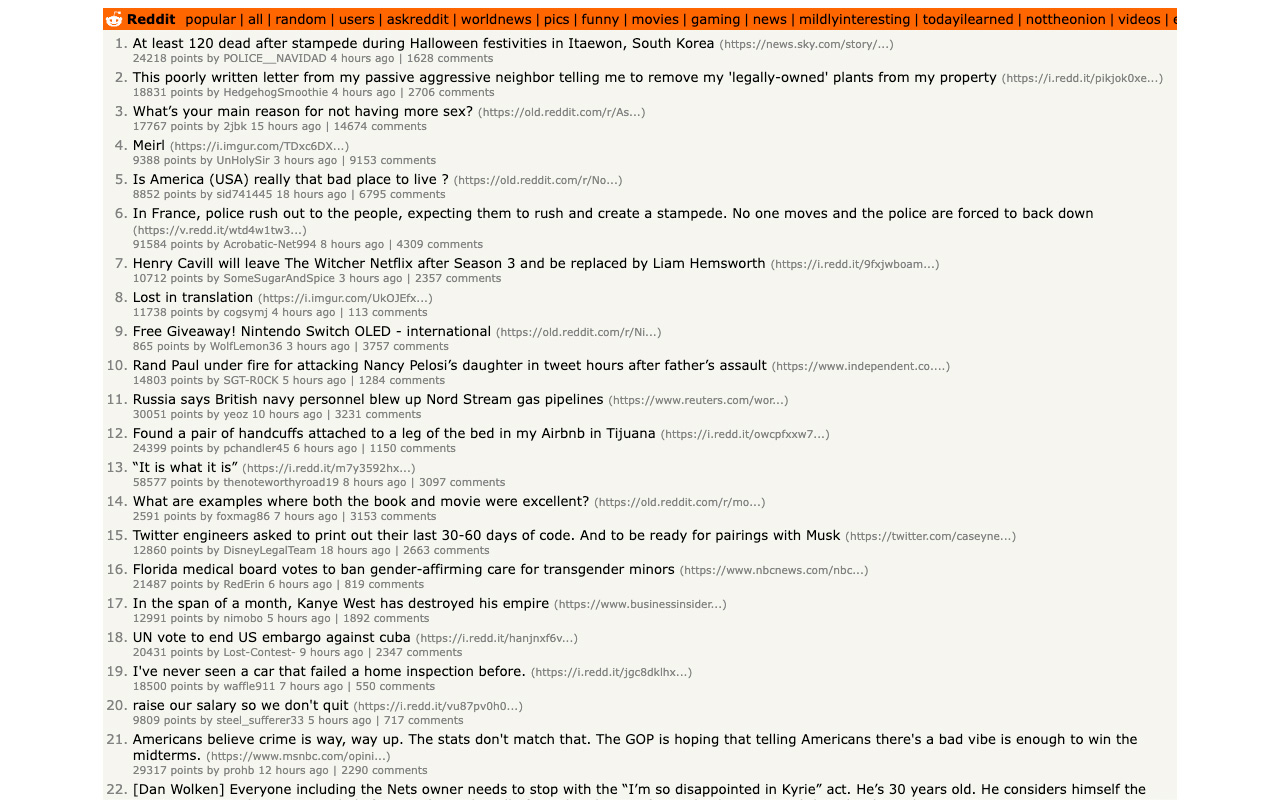 Reddit popular | all | random | users | askreddit | worldnews | pics | funny | movies | gaming | news | mildlyinteresting | todayilearned | nottheonion | videos |
1. At least 120 dead after stampede during Halloween festivities in Itaewon, South Korea (https://news.sky.com/story/...)
24218 points by POLICE__NAVIDAD 4 hours ago | 1628 comments
2. This poorly written letter from my passive aggressive neighbor telling me to remove my 'legally-owned' plants from my property (https://i.redd.it/pikjok0xe...)
18831 points by HedgehogSmoothie 4 hours ago | 2706 comments
3. What’s your main reason for not having more sex? (https://old.reddit.com/r/As...)
17767 points by 2jbk 15 hours ago | 14674 comments
4. Meirl (https://i.imgur.com/TDxc6DX...)
9388 points by UnHolySir 3 hours ago | 9153 comments
5. Is America (USA) really that bad place to live ? (https://old.reddit.com/r/No...)
8852 points by sid741445 18 hours ago | 6795 comments
6. In France, police rush out to the people, expecting them to rush and create a stampede. No one moves and the police are forced to back down
(https://v.redd.it/wtd4w1tw3...)
91584 points by Acrobatic-Net994 8 hours ago | 4309 comments
7. Henry Cavill will leave The Witcher Netflix after Season 3 and be replaced by Liam Hemsworth (https://i.redd.it/9fxjwboam...)
10712 points by SomeSugarAndSpice 3 hours ago | 2357 comments
8. Lost in translation (https://i.imgur.com/UkOJEfx...)
11738 points by cogsymj 4 hours ago | 113 comments
9. Free Giveaway! Nintendo Switch OLED - international (https://old.reddit.com/r/Ni...)
865 points by WolfLemon36 3 hours ago | 3757 comments
10. Rand Paul under fire for attacking Nancy Pelosi’s daughter in tweet hours after father’s assault (https://www.independent.co....)
14803 points by SGT-R0CK 5 hours ago | 1284 comments
11. Russia says British navy personnel blew up Nord Stream gas pipelines (https://www.reuters.com/wor...)
30051 points by yeoz 10 hours ago | 3231 comments
12. Found a pair of handcuffs attached to a leg of the bed in my Airbnb in Tijuana (https://i.redd.it/owcpfxxw7...)
24399 points by pchandler45 6 hours ago | 1150 comments
13. “It is what it is” (https://i.redd.it/m7y3592hx...)
58577 points by thenoteworthyroad19 8 hours ago | 3097 comments
14. What are examples where both the book and movie were excellent? (https://old.reddit.com/r/mo...)
2591 points by foxmag86 7 hours ago | 3153 comments
15. Twitter engineers asked to print out their last 30-60 days of code. And to be ready for pairings with Musk (https://twitter.com/caseyne...)
12860 points by DisneyLegalTeam 18 hours ago | 2663 comments
16. Florida medical board votes to ban gender-affirming care for transgender minors (https://www.nbcnews.com/nbc...)
21487 points by RedErin 6 hours ago | 819 comments
17. In the span of a month, Kanye West has destroyed his empire (https://www.businessinsider...)
12991 points by nimobo 5 hours ago | 1892 comments
18. UN vote to end US embargo against cuba (https://i.redd.it/hanjnxf6v...)
20431 points by Lost-Contest- 9 hours ago | 2347 comments
19. I've never seen a car that failed a home inspection before. (https://i.redd.it/jgc8dklhx...)
18500 points by waffle911 7 hours ago | 550 comments
20. raise our salary so we don't quit (https://i.redd.it/vu87pv0h0...)
9809 points by steel_sufferer33 5 hours ago | 717 comments
21. Americans believe crime is way, way up. The stats don't match that. The GOP is hoping that telling Americans there's a bad vibe is enough to win the
midterms. (https://www.msnbc.com/opini...)
29317 points by prohb 12 hours ago | 2290 comments
22. [Dan Wolken] Everyone including the Nets owner needs to stop with the “I’m so disappointed in Kyrie” act. He’s 30 years old. He considers himself the